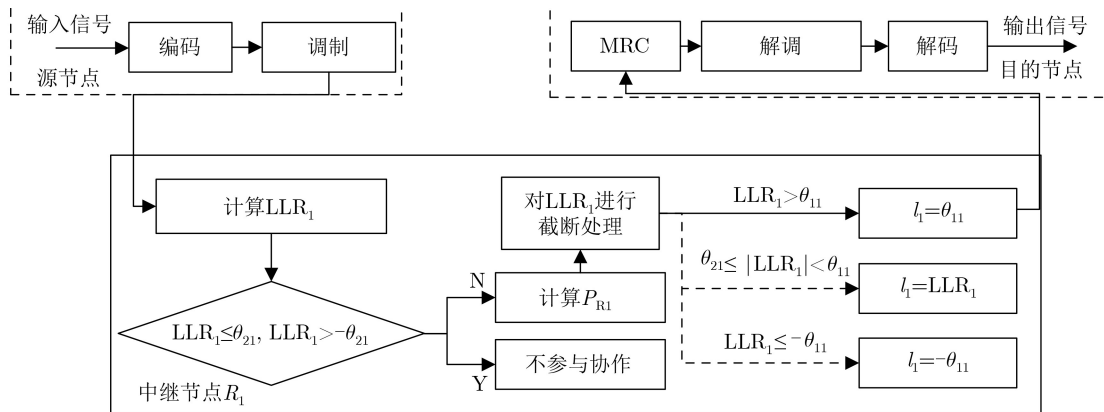 输入信号
编码
调制
源节点
MRC
解调
解码
输出信号
目的节点
计算LLR₁
LLR₁≤θ₂₁, LLR₁>⁻θ₂₁
中继节点R₁
N
Y
对LLR₁进行
截断处理
计算P_R1
不参与协作
LLR₁>θ₁₁
θ₂₁≤ |LLR₁|<θ₁₁
LLR₁≤⁻θ₁₁
l₁=θ₁₁
l₁=LLR₁
l₁=⁻θ₁₁